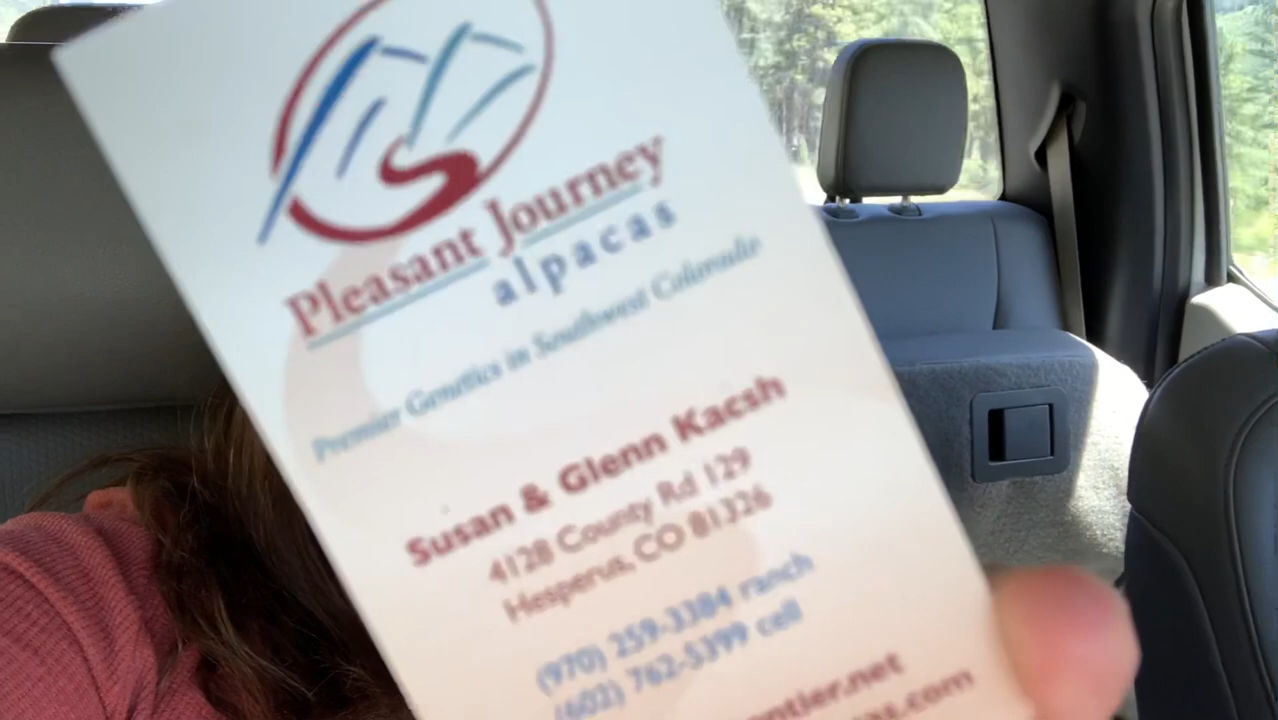 Pleasant Journey
alpacas
Premier Genetics in Southwest Colorado
Susan & Glenn Kacsh
4128 County Rd 129
Hesperus, CO 81326
(970) 259-3384 ranch
(602) 762-5399 cell